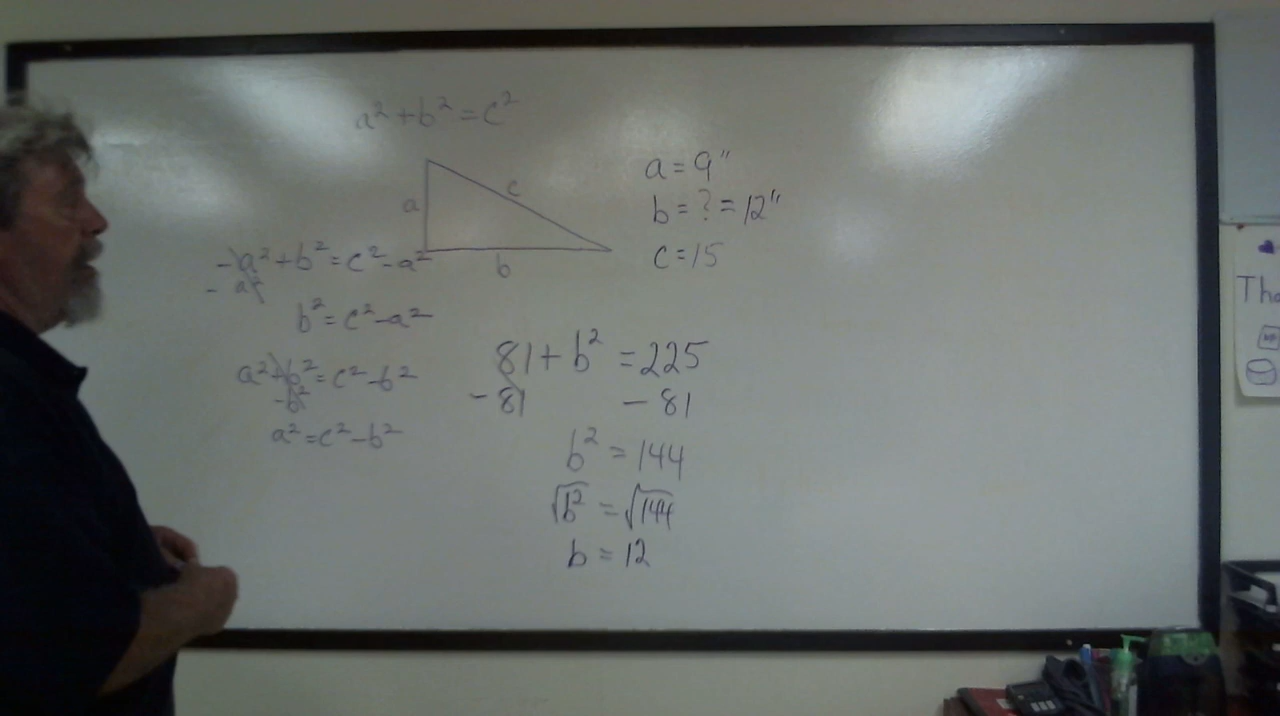 a² + b² = c²
a = 9"
b = ? = 12"
c = 15
a
c
b
- a² + b² = c² - a²
- a²
b² = c² - a²
a² + b² = c² - b²
- b²
a² = c² - b²
81 + b² = 225
- 81 - 81
b² = 144
√b² = √144
b = 12
Tha